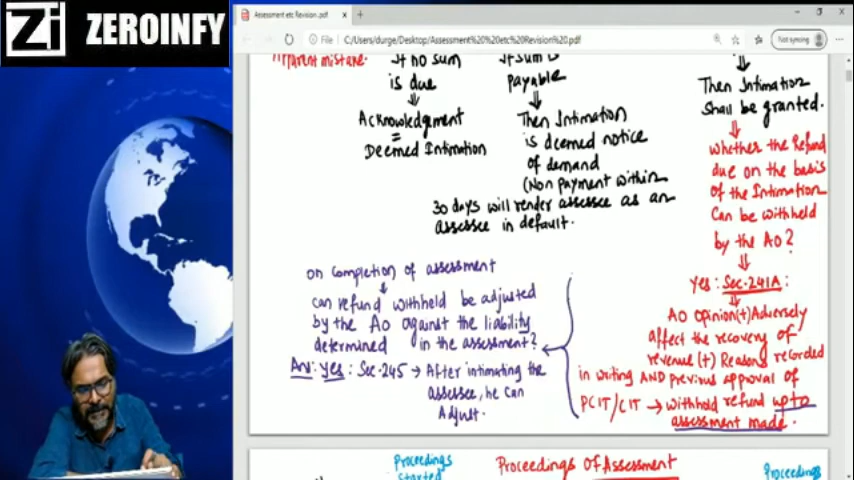 Zi ZEROINFY
Assessment etc Revision.pdf
File C:/Users/durge/Desktop/Assessment%20%20etc%20Revision%20.pdf
Not syncing
Apparent mistake.
If no sum
is due
Acknowledgement
=
Deemed Intimation
If sum is
payable
Then Intimation
is deemed notice
of demand
(Non payment within
30 days will render assessee as an
assessee in default.
Then Intimation
Shall be granted.
Whether the Refund
due on the basis
of the Intimation
Can be withheld
by the AO?
Yes: Sec.241A:
AO opinion(+)Adversely
affect the recovery of
revenue (+) Reasons recorded
in writing AND previous approval of
PCIT/CIT → withhold refund upto
assessment made.
on Completion of assessment
can refund withheld be adjusted
by the AO against the liability
determined in the assessment?
An: Yes: Sec.245 → After intimating the
assessee, he can
Adjust.
Proceedings
Started
Proceedings Of Assessment
Proceedings